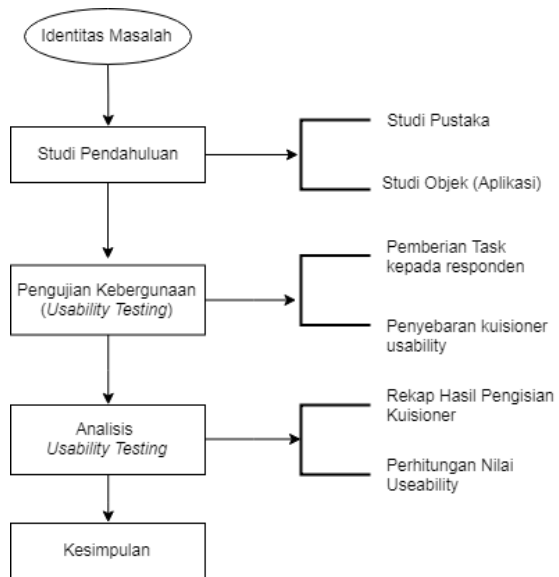 Identitas Masalah
Studi Pendahuluan
Studi Pustaka
Studi Objek (Aplikasi)
Pengujian Kebergunaan
(Usability Testing)
Pemberian Task
kepada responden
Penyebaran kuisioner
usability
Analisis
Usability Testing
Rekap Hasil Pengisian
Kuisioner
Perhitungan Nilai
Useability
Kesimpulan